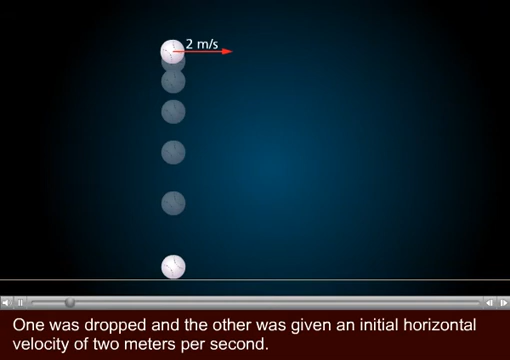 2 m/s
One was dropped and the other was given an initial horizontal
velocity of two meters per second.